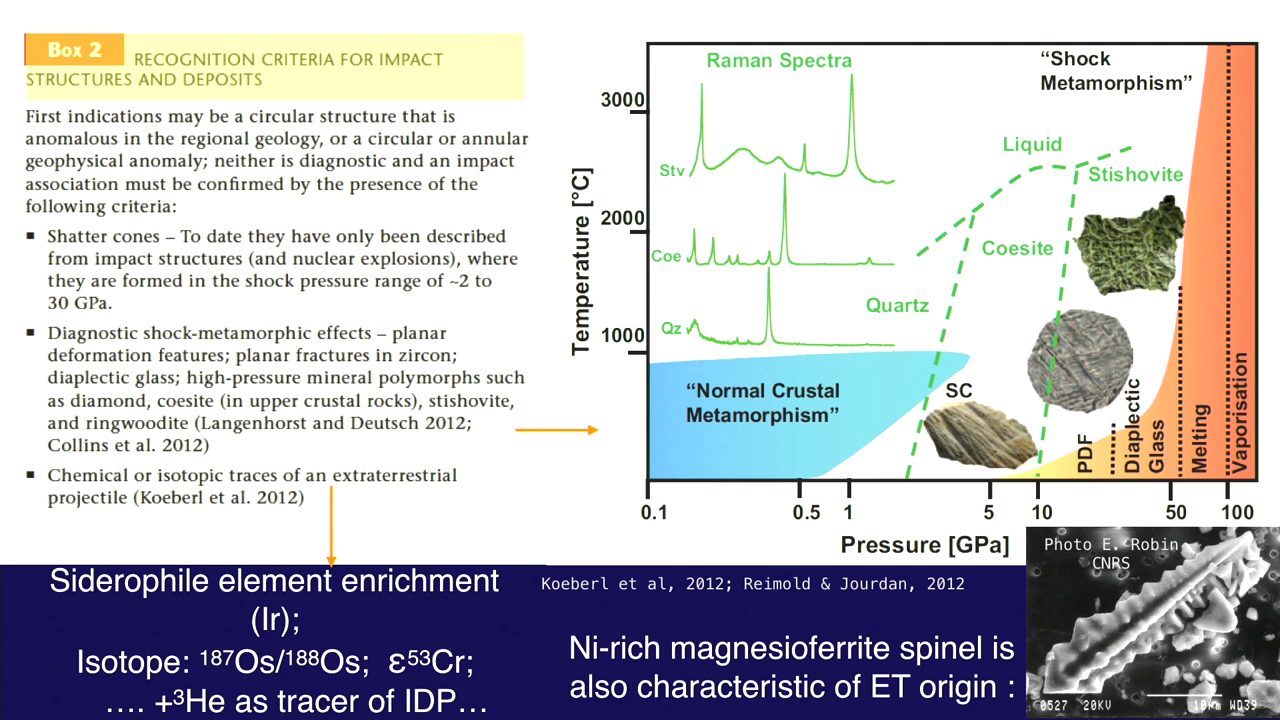 Box 2
RECOGNITION CRITERIA FOR IMPACT
STRUCTURES AND DEPOSITS
First indications may be a circular structure that is
anomalous in the regional geology, or a circular or annular
geophysical anomaly; neither is diagnostic and an impact
association must be confirmed by the presence of the
following criteria:
▪ Shatter cones – To date they have only been described
from impact structures (and nuclear explosions), where
they are formed in the shock pressure range of ~2 to
30 GPa.
▪ Diagnostic shock-metamorphic effects – planar
deformation features; planar fractures in zircon;
diaplectic glass; high-pressure mineral polymorphs such
as diamond, coesite (in upper crustal rocks), stishovite,
and ringwoodite (Langenhorst and Deutsch 2012;
Collins et al. 2012)
▪ Chemical or isotopic traces of an extraterrestrial
projectile (Koeberl et al. 2012)
Siderophile element enrichment
(Ir);
Isotope: ¹⁸⁷Os/¹⁸⁸Os; ε⁵³Cr;
…. +³He as tracer of IDP…
Raman Spectra
"Shock
Metamorphism"
3000
2000
1000
Temperature [°C]
Stv
Coe
Qz
Liquid
Stishovite
Coesite
Quartz
"Normal Crustal
Metamorphism"
SC
PDF
Diaplectic
Glass
Melting
Vaporisation
0.1
0.5
1
5
10
50
100
Pressure [GPa]
Koeberl et al, 2012; Reimold & Jourdan, 2012
Ni-rich magnesioferrite spinel is
also characteristic of ET origin :
Photo E. Robin
CNRS
0527 20KV 10µm WD39